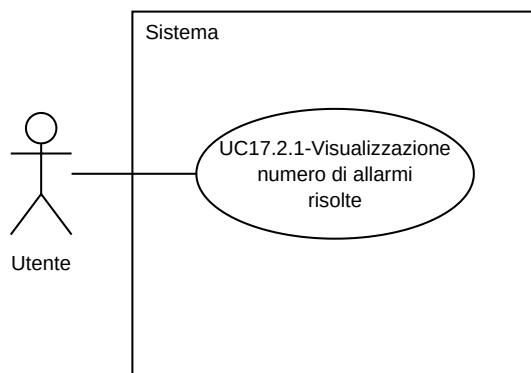 Sistema
UC17.2.1-Visualizzazione
numero di allarmi
risolte
Utente